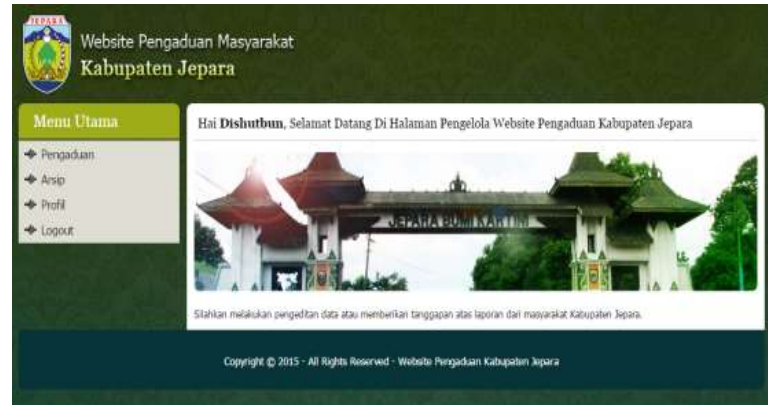 JEPARA
Website Pengaduan Masyarakat
Kabupaten Jepara
Menu Utama
Pengaduan
Arsip
Profil
Logout
Hai Dishutbun, Selamat Datang Di Halaman Pengelola Website Pengaduan Kabupaten Jepara
JEPARA BUMI KARTINI
Silahkan melakukan pengeditan data atau memberikan tanggapan atas laporan dari masyarakat Kabupaten Jepara.
Copyright © 2015 - All Rights Reserved - Website Pengaduan Kabupaten Jepara